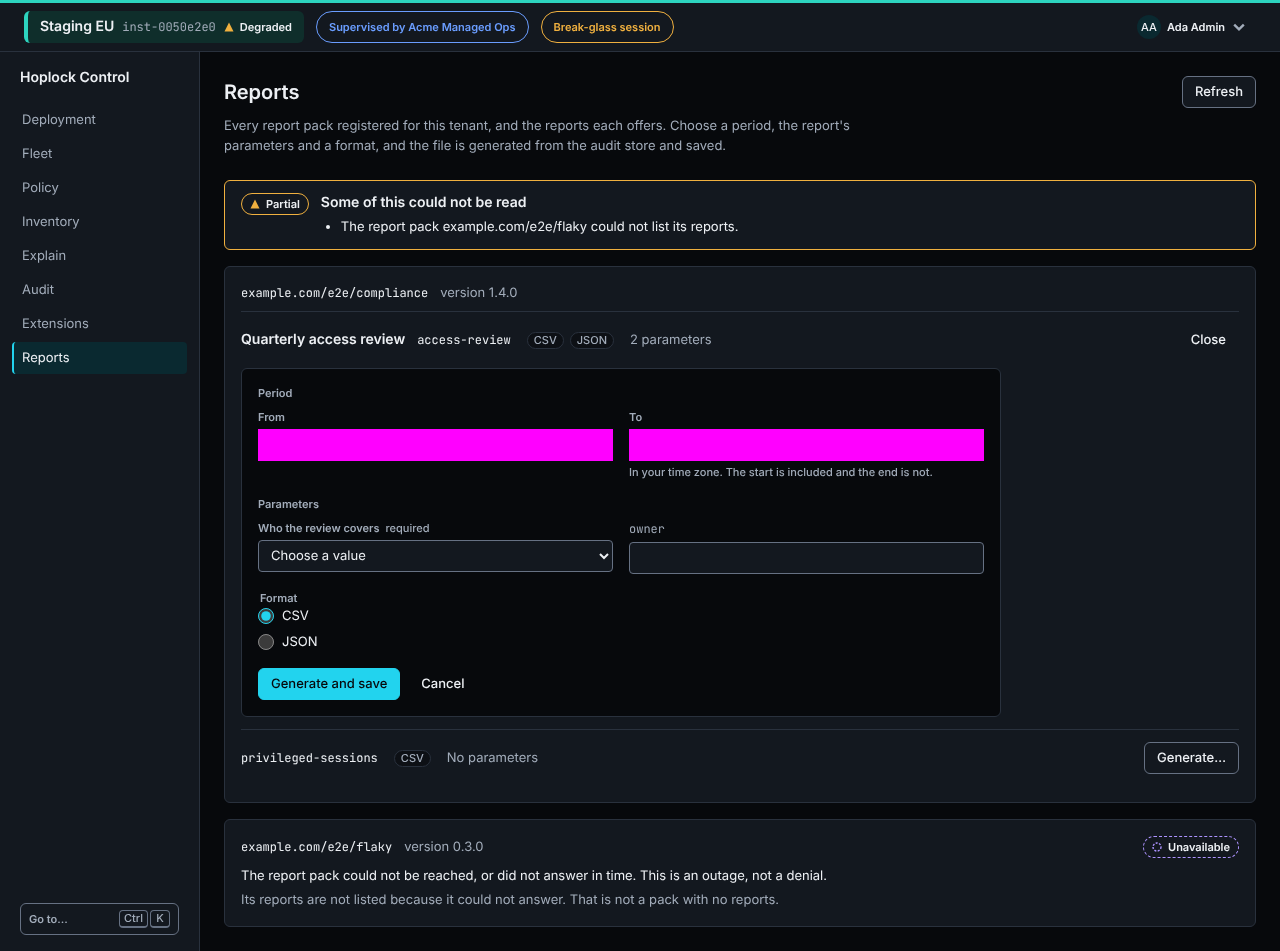 Staging EU inst-0050e2e0 Degraded Supervised by Acme Managed Ops Break-glass session AA Ada Admin
Hoplock Control
Deployment
Fleet
Policy
Inventory
Explain
Audit
Extensions
Reports
Go to... Ctrl K
Reports
Refresh
Every report pack registered for this tenant, and the reports each offers. Choose a period, the report's
parameters and a format, and the file is generated from the audit store and saved.
Partial Some of this could not be read
• The report pack example.com/e2e/flaky could not list its reports.
example.com/e2e/compliance version 1.4.0
Quarterly access review access-review CSV JSON 2 parameters Close
Period
From To
In your time zone. The start is included and the end is not.
Parameters
Who the review covers required owner
Choose a value
Format
CSV
JSON
Generate and save Cancel
privileged-sessions CSV No parameters Generate...
example.com/e2e/flaky version 0.3.0 Unavailable
The report pack could not be reached, or did not answer in time. This is an outage, not a denial.
Its reports are not listed because it could not answer. That is not a pack with no reports.